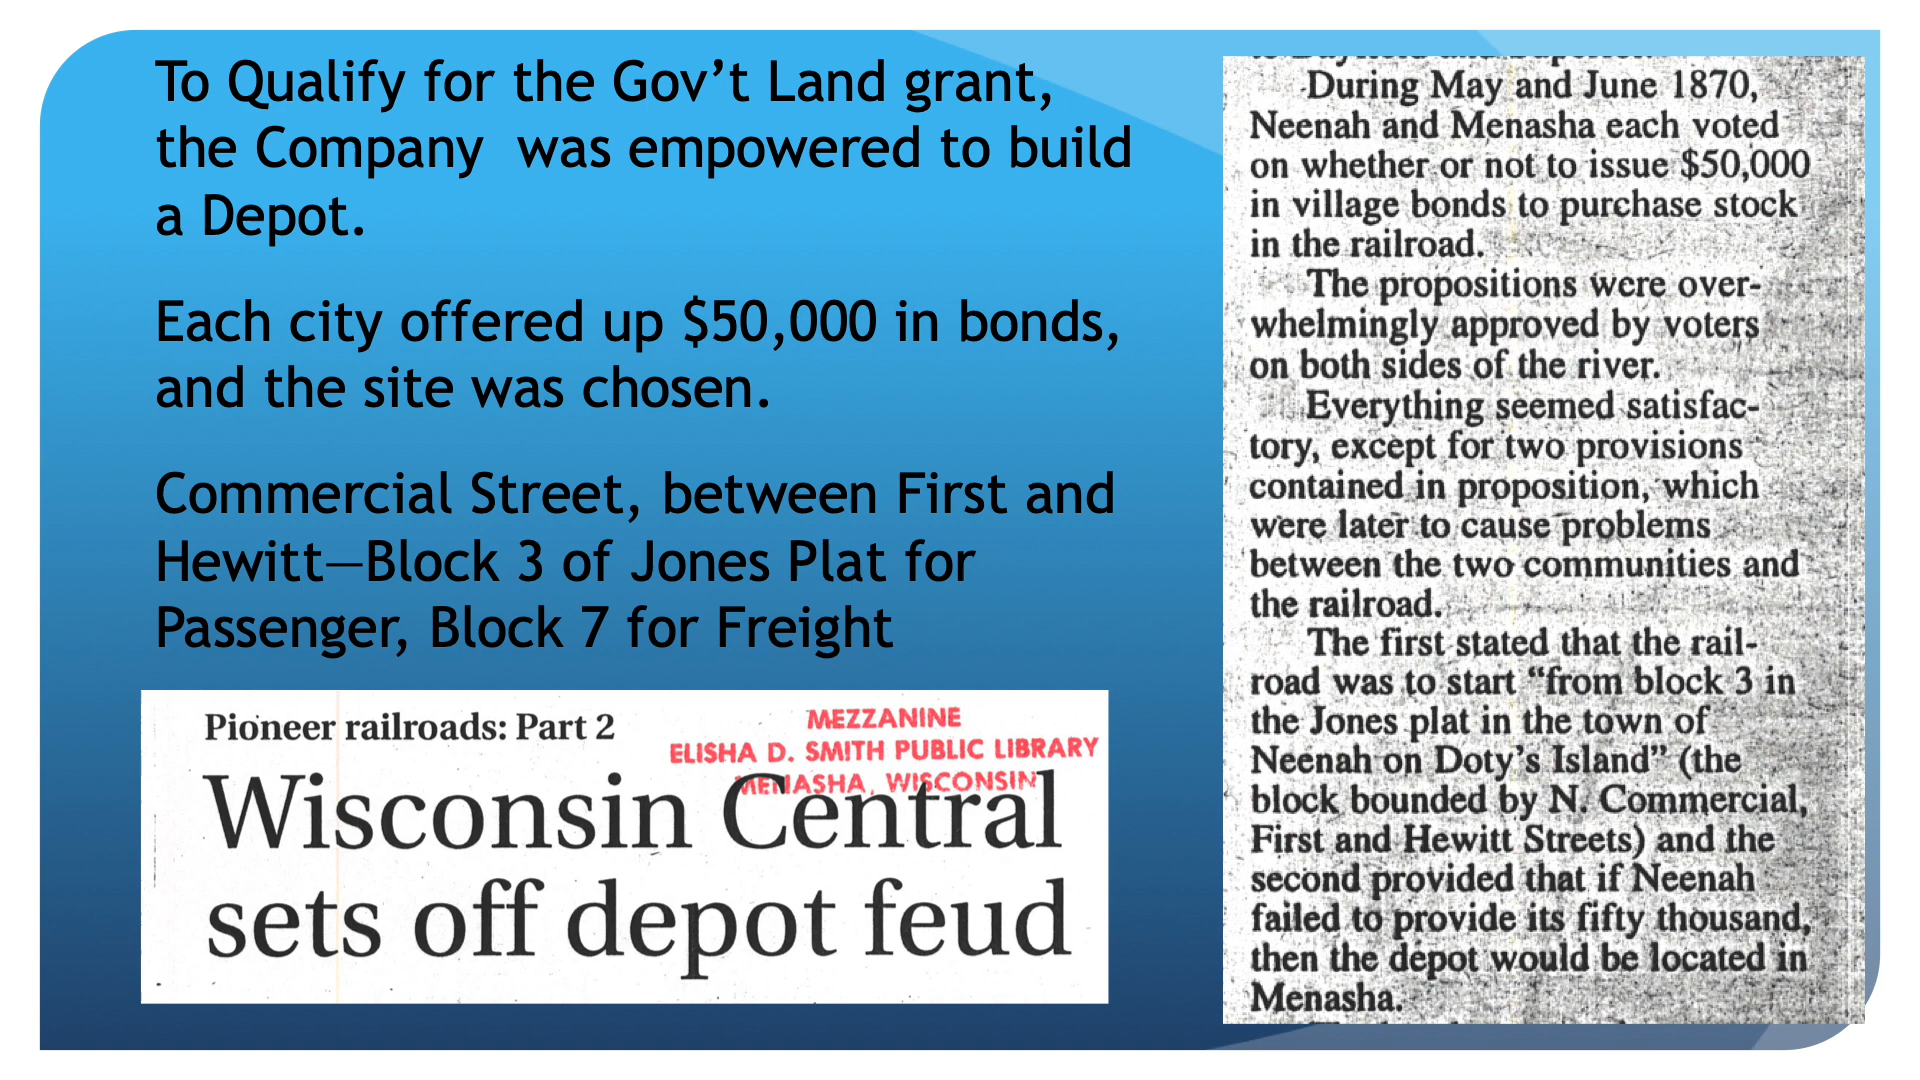 To Qualify for the Gov’t Land grant,
the Company  was empowered to build
a Depot.
Each city offered up $50,000 in bonds,
and the site was chosen.
Commercial Street, between First and
Hewitt—Block 3 of Jones Plat for
Passenger, Block 7 for Freight
Pioneer railroads: Part 2
MEZZANINE
ELISHA D. SMITH PUBLIC LIBRARY
MENASHA, WISCONSIN
Wisconsin Central
sets off depot feud
During May and June 1870,
Neenah and Menasha each voted
on whether or not to issue $50,000
in village bonds to purchase stock
in the railroad.
The propositions were over-
whelmingly approved by voters
on both sides of the river.
Everything seemed satisfac-
tory, except for two provisions
contained in proposition, which
were later to cause problems
between the two communities and
the railroad.
The first stated that the rail-
road was to start “from block 3 in
the Jones plat in the town of
Neenah on Doty’s Island” (the
block bounded by N. Commercial,
First and Hewitt Streets) and the
second provided that if Neenah
failed to provide its fifty thousand,
then the depot would be located in
Menasha.